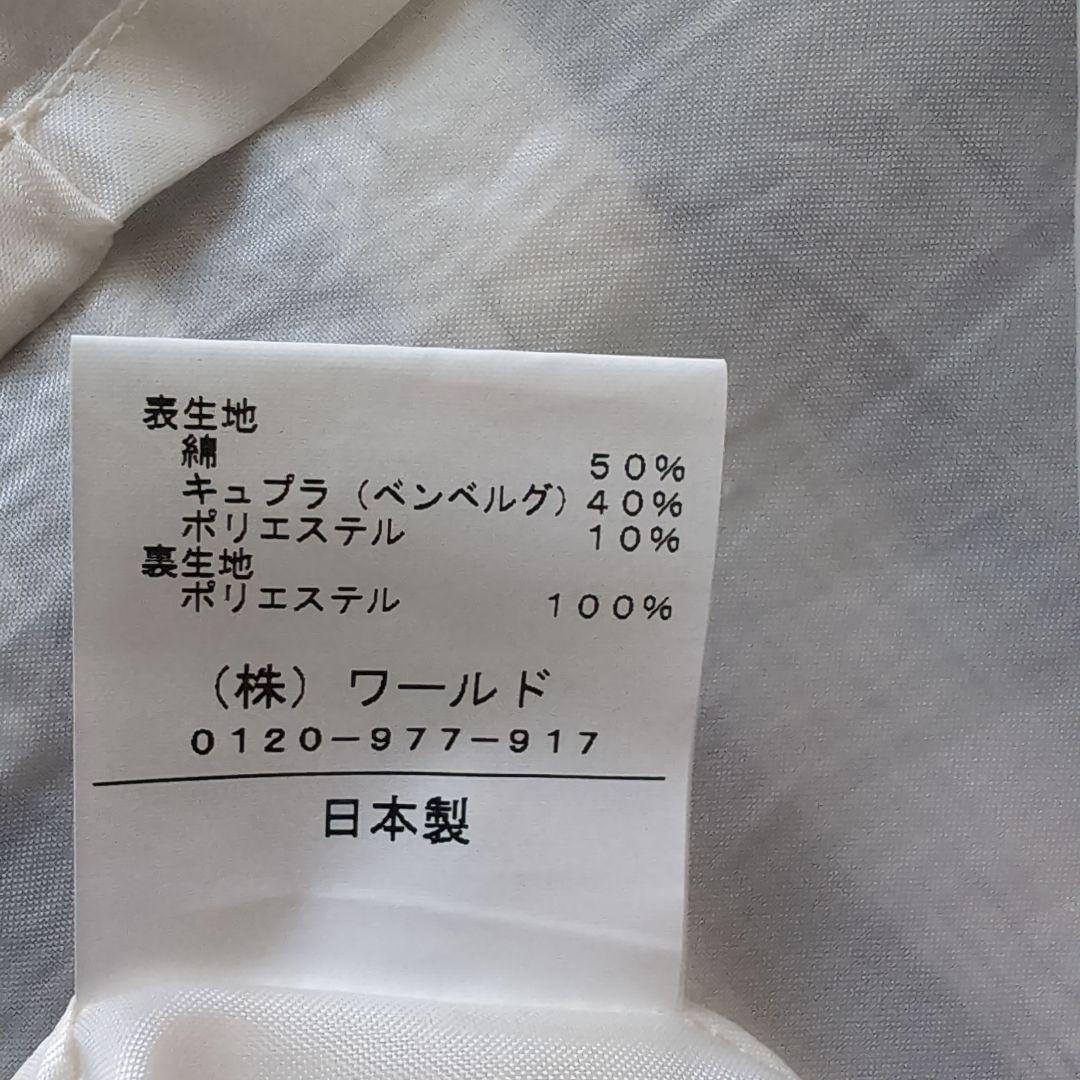 表生地
綿 50%
キュプラ（ベンベルグ）40%
ポリエステル 10%
裏生地
ポリエステル 100%
（株）ワールド
0120-977-917
日本製